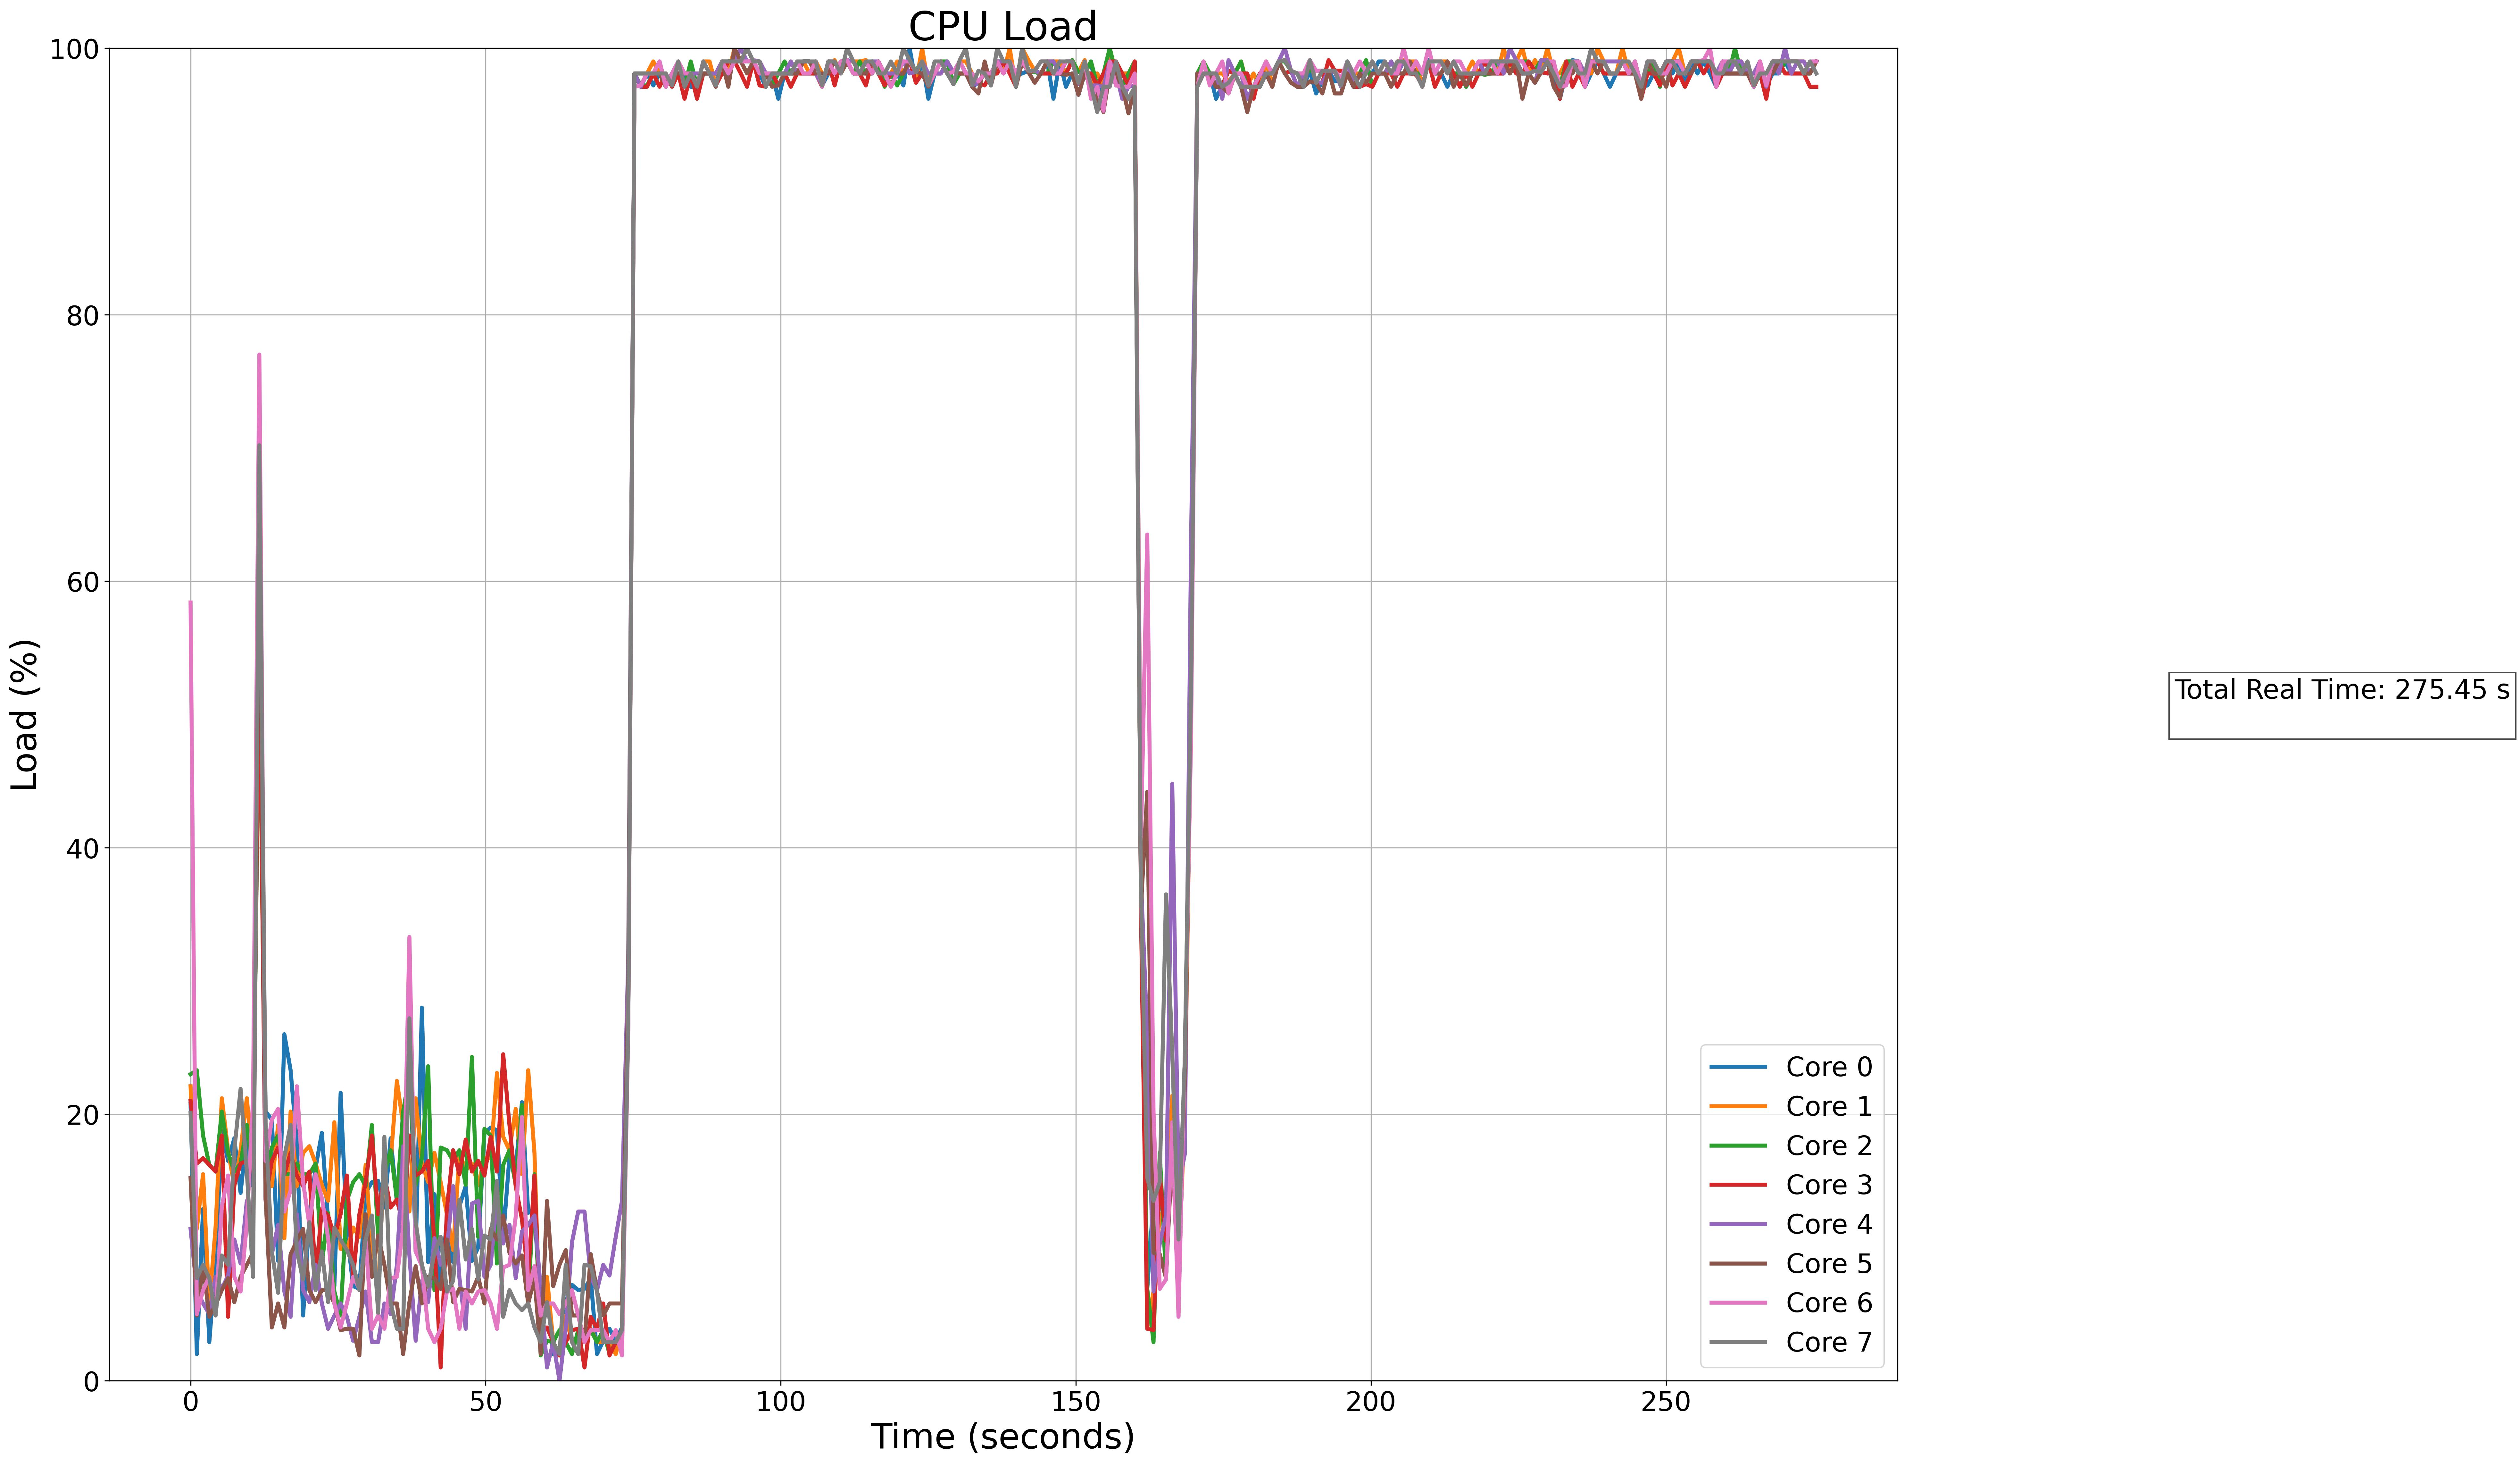 CPU Load
100
80
60
40
20
0
Load (%)
0 50 100 150 200 250
Time (seconds)
Core 0
Core 1
Core 2
Core 3
Core 4
Core 5
Core 6
Core 7
Total Real Time: 275.45 s